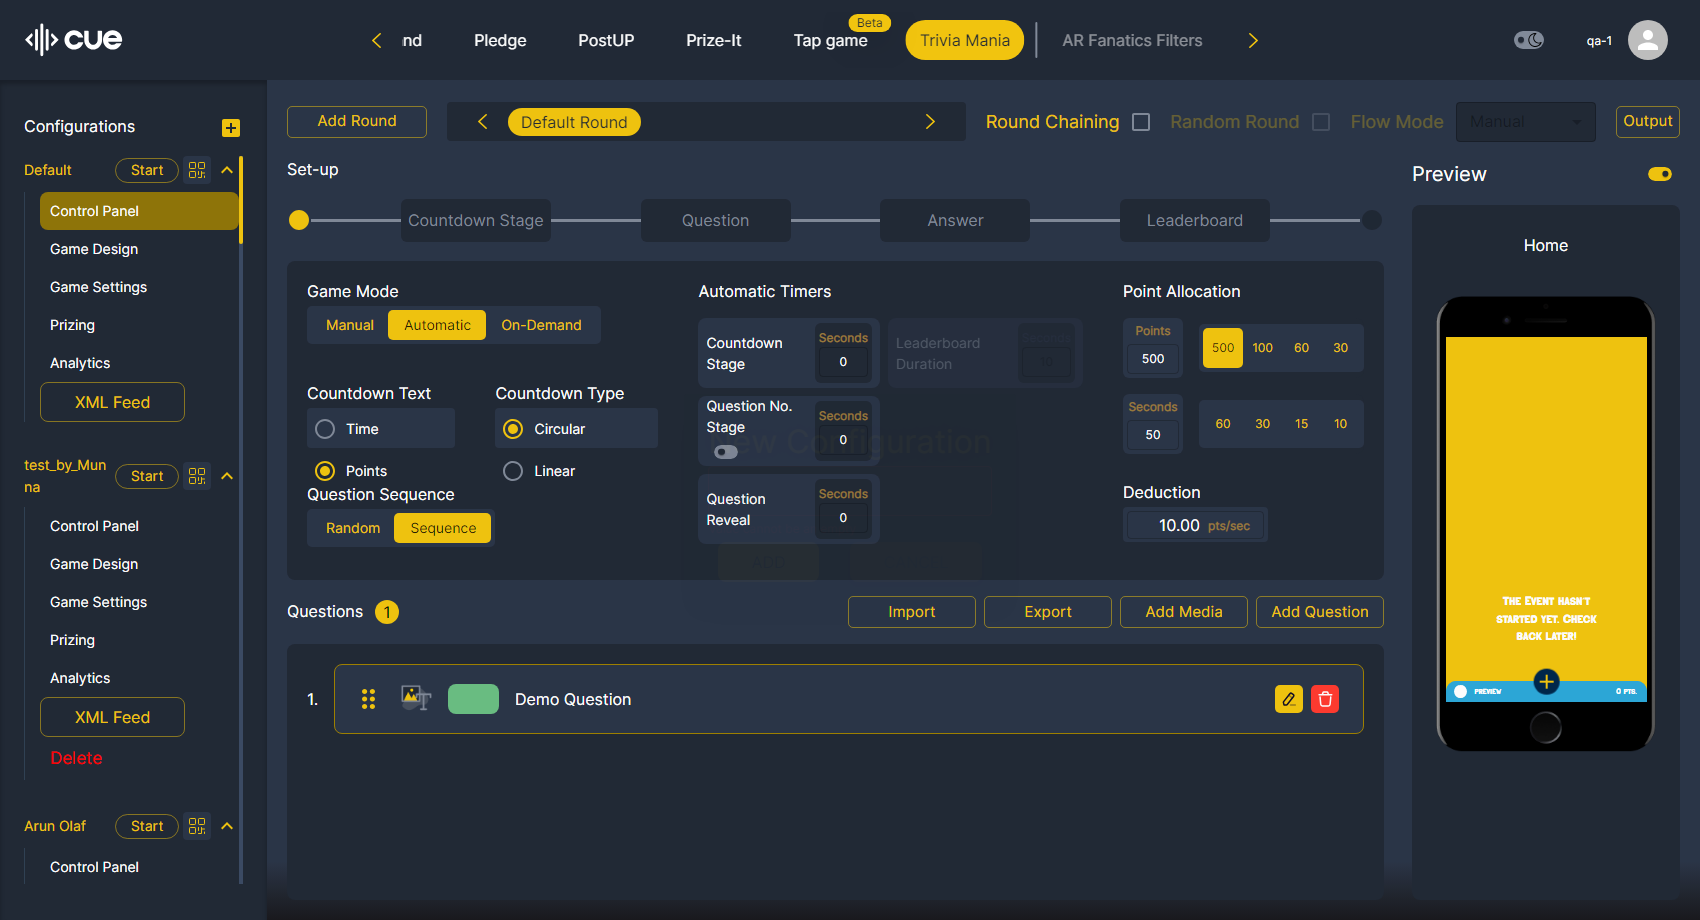 cue
nd
Pledge
PostUP
Prize-It
Tap game
Beta
Trivia Mania
AR Fanatics Filters
qa-1
Configurations
Default
Start
Control Panel
Game Design
Game Settings
Prizing
Analytics
XML Feed
test_by_Mun
na
Start
Control Panel
Game Design
Game Settings
Prizing
Analytics
XML Feed
Delete
Arun Olaf
Start
Control Panel
Add Round
Default Round
Round Chaining
Random Round
Flow Mode
Manual
Output
Set-up
Countdown Stage
Question
Answer
Leaderboard
Game Mode
Manual
Automatic
On-Demand
Countdown Text
Time
Points
Countdown Type
Circular
Linear
Question Sequence
Random
Sequence
Automatic Timers
Countdown
Stage
Seconds
0
Leaderboard
Duration
Question No.
Stage
Seconds
0
Question
Reveal
Seconds
0
New Configuration
Point Allocation
Points
500
500
100
60
30
Seconds
50
60
30
15
10
Deduction
10.00 pts/sec
Questions 1
Import
Export
Add Media
Add Question
1.
Demo Question
Preview
Home
The Event hasn't
started yet. Check
back later!
PREVIEW
0 PTS.